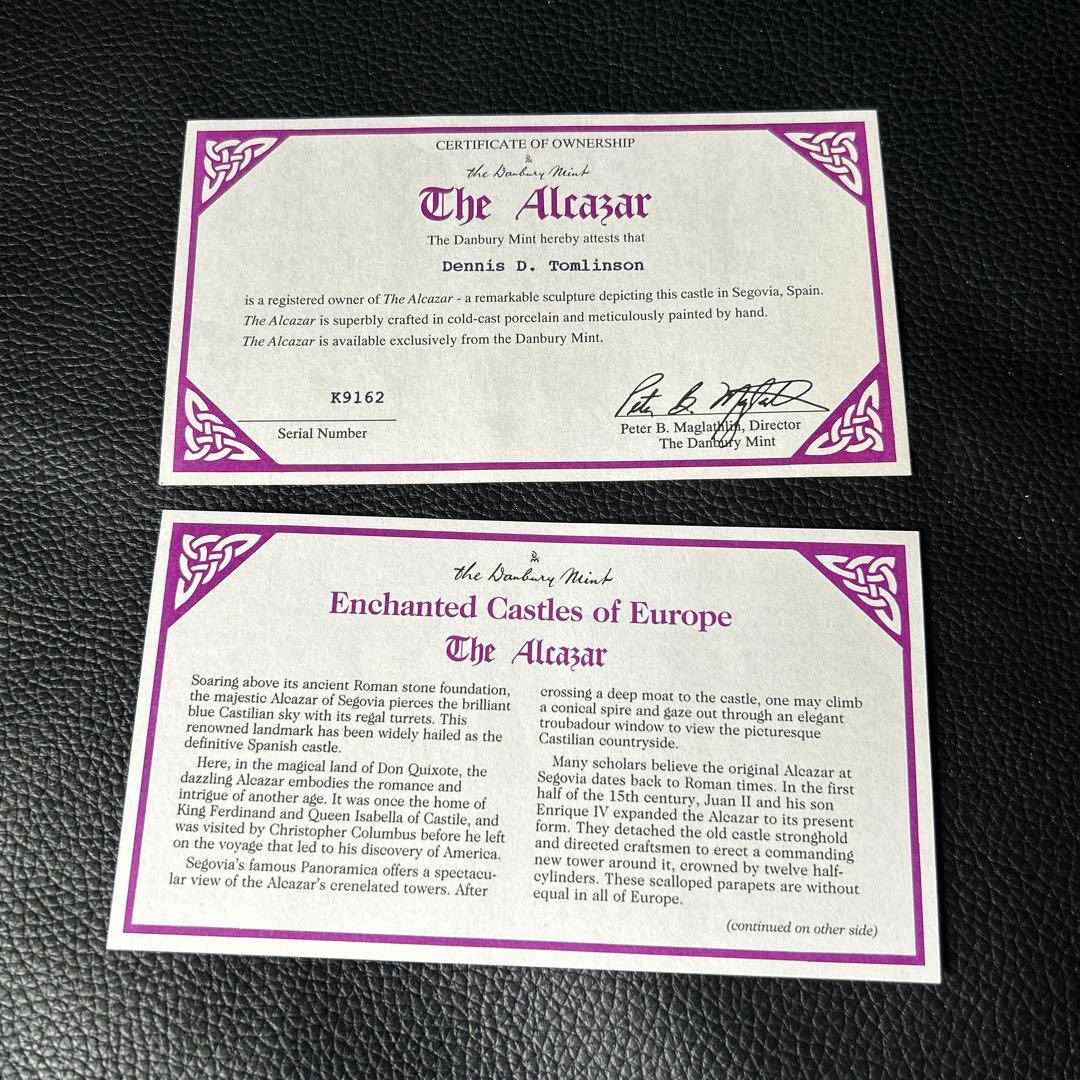 CERTIFICATE OF OWNERSHIP
DM
the Danbury Mint
The Alcazar
The Danbury Mint hereby attests that
Dennis D. Tomlinson
is a registered owner of The Alcazar - a remarkable sculpture depicting this castle in Segovia, Spain.
The Alcazar is superbly crafted in cold-cast porcelain and meticulously painted by hand.
The Alcazar is available exclusively from the Danbury Mint.
K9162
Serial Number
Peter B. Maglathlin
Peter B. Maglathlin, Director
The Danbury Mint
DM
the Danbury Mint
Enchanted Castles of Europe
The Alcazar
Soaring above its ancient Roman stone foundation,
the majestic Alcazar of Segovia pierces the brilliant
blue Castilian sky with its regal turrets. This
renowned landmark has been widely hailed as the
definitive Spanish castle.
Here, in the magical land of Don Quixote, the
dazzling Alcazar embodies the romance and
intrigue of another age. It was once the home of
King Ferdinand and Queen Isabella of Castile, and
was visited by Christopher Columbus before he left
on the voyage that led to his discovery of America.
Segovia's famous Panoramica offers a spectacu-
lar view of the Alcazar's crenelated towers. After
crossing a deep moat to the castle, one may climb
a conical spire and gaze out through an elegant
troubadour window to view the picturesque
Castilian countryside.
Many scholars believe the original Alcazar at
Segovia dates back to Roman times. In the first
half of the 15th century, Juan II and his son
Enrique IV expanded the Alcazar to its present
form. They detached the old castle stronghold
and directed craftsmen to erect a commanding
new tower around it, crowned by twelve half-
cylinders. These scalloped parapets are without
equal in all of Europe.
(continued on other side)